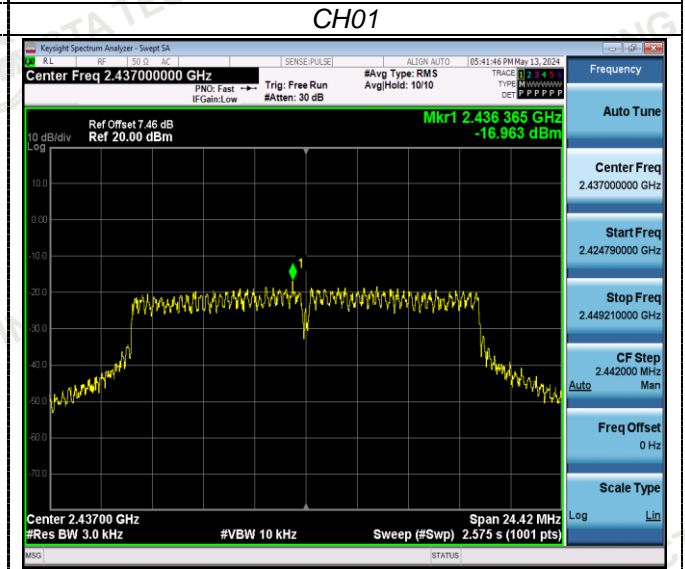 CH01
Keysight Spectrum Analyzer - Swept SA
RL RF 50 Ω AC SENSE:PULSE ALIGN AUTO 05:41:46 PM May 13, 2024
Center Freq 2.437000000 GHz
PNO: Fast Trig: Free Run
IFGain:Low #Atten: 30 dB
#Avg Type: RMS
Avg|Hold: 10/10
TRACE 1 2 3 4 5 6
TYPE M WWWWW
DET P P P P P P
Ref Offset 7.46 dB
10 dB/div Ref 20.00 dBm
Log
Mkr1 2.436 365 GHz
-16.963 dBm
10.0
0.00
-10.0
-20.0
-30.0
-40.0
-50.0
-60.0
-70.0
1
Center 2.43700 GHz Span 24.42 MHz
#Res BW 3.0 kHz #VBW 10 kHz Sweep (#Swp) 2.575 s (1001 pts)
MSG STATUS
Frequency
Auto Tune
Center Freq
2.437000000 GHz
Start Freq
2.424790000 GHz
Stop Freq
2.449210000 GHz
CF Step
2.442000 MHz
Auto Man
Freq Offset
0 Hz
Scale Type
Log Lin